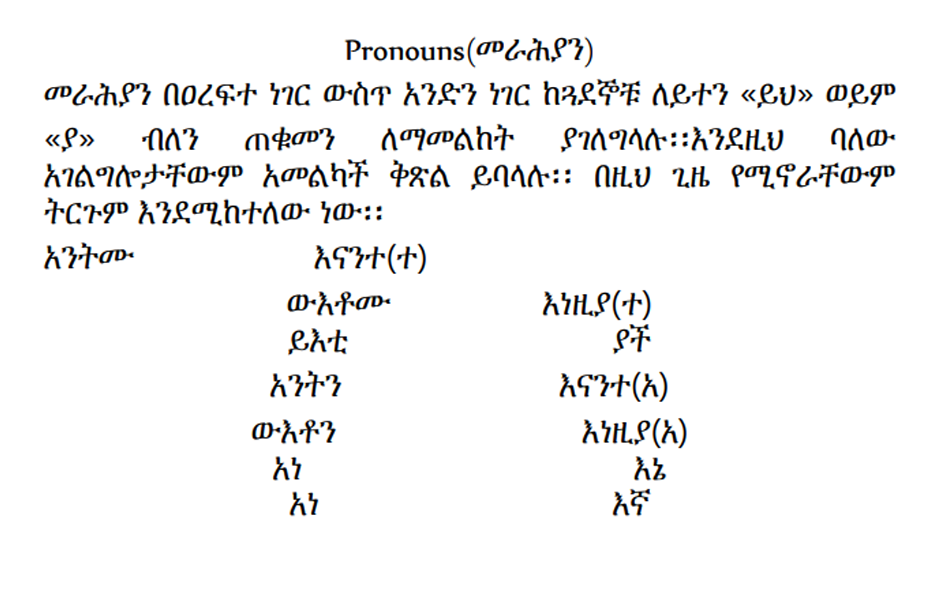 Pronouns(መራሕያን)
መራሕያን በዐረፍተ ነገር ውስጥ አንድን ነገር ከጓደኞቹ ለይተን «ይህ» ወይም
«ያ» ብለን ጠቁመን ለማመልከት ያገለግላሉ፡፡እንደዚህ ባለው
አገልግሎታቸውም አመልካች ቅጽል ይባላሉ፡፡ በዚህ ጊዜ የሚኖራቸውም
ትርጉም እንደሚከተለው ነው፡፡
አንትሙ እናንተ(ተ)
ውእቶሙ እነዚያ(ተ)
ይእቲ ያች
አንትን እናንተ(አ)
ውእቶን እነዚያ(አ)
አነ እኔ
አነ እኛ